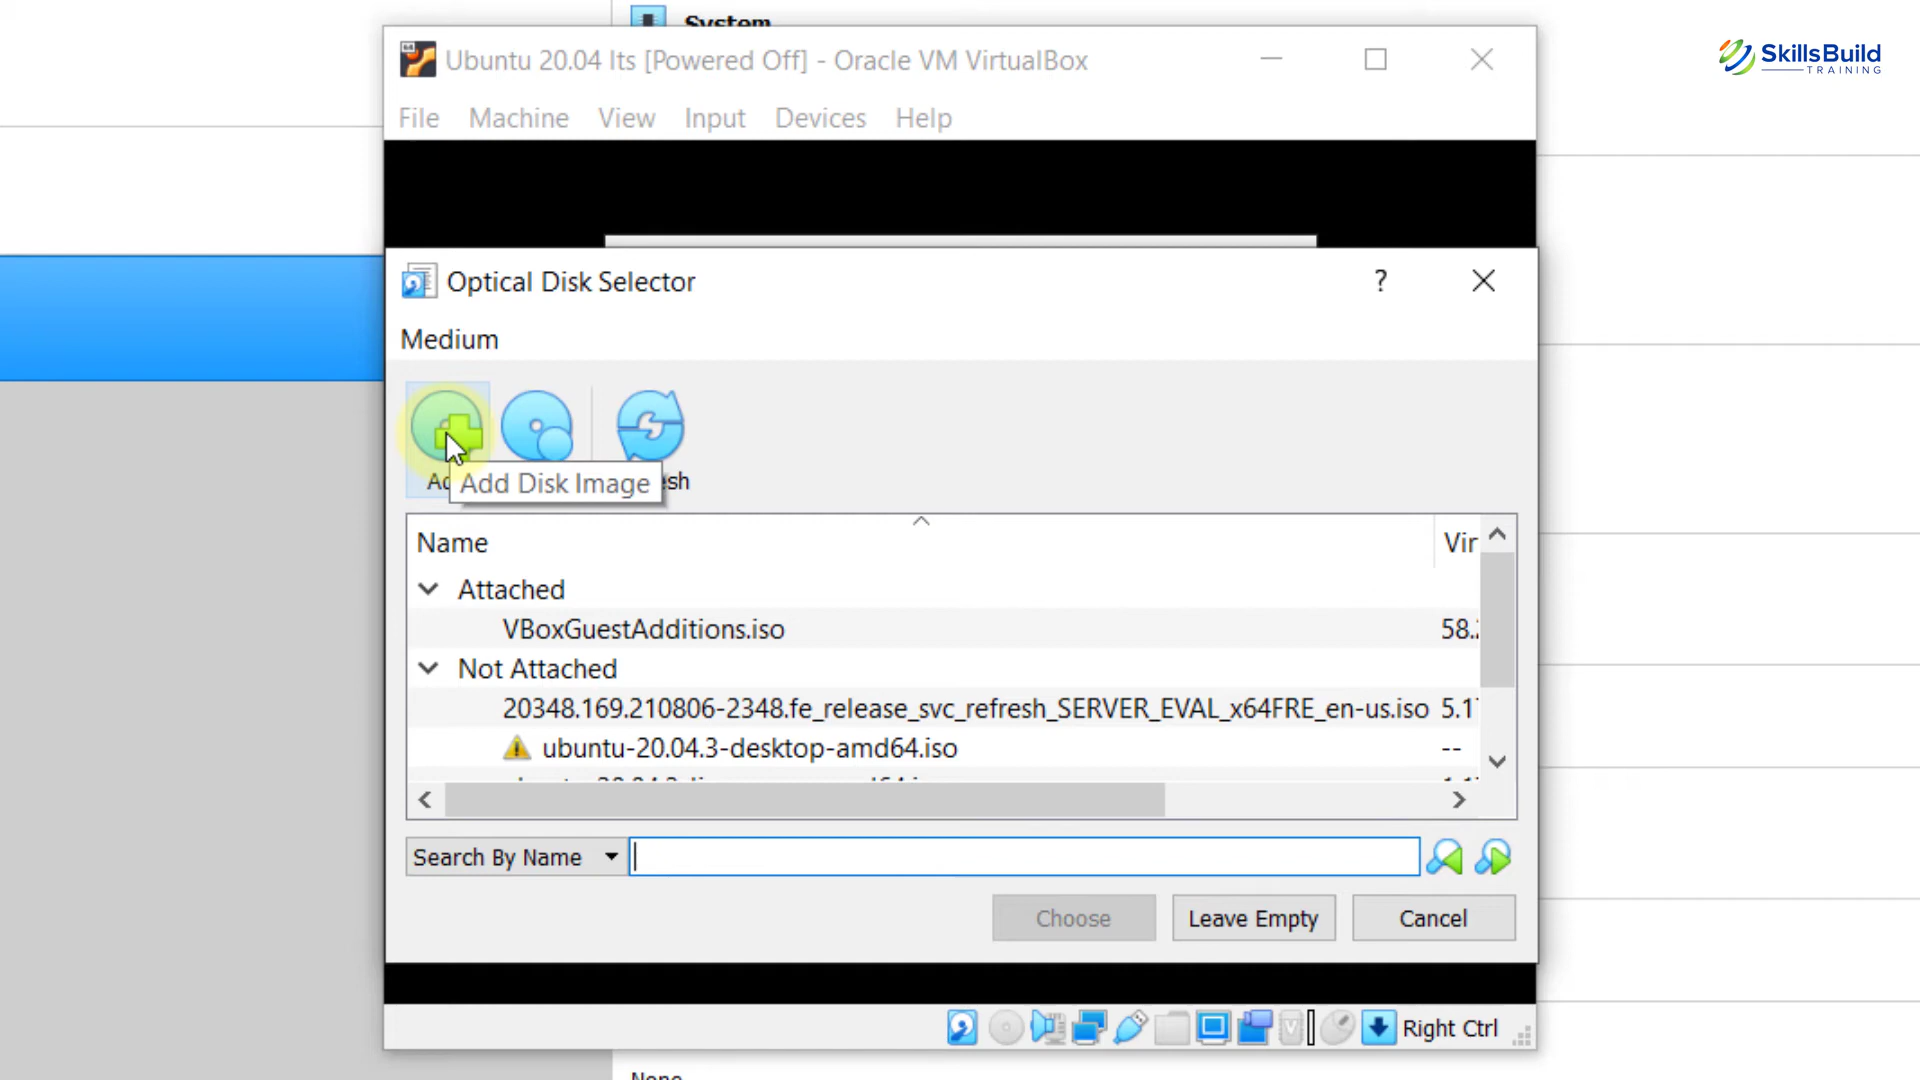 System
SkillsBuild
TRAINING
Ubuntu 20.04 lts [Powered Off] - Oracle VM VirtualBox
File Machine View Input Devices Help
Optical Disk Selector
?
Medium
Add Disk Image
Name
Attached
VBoxGuestAdditions.iso
Not Attached
20348.169.210806-2348.fe_release_svc_refresh_SERVER_EVAL_x64FRE_en-us.iso
ubuntu-20.04.3-desktop-amd64.iso --
Search By Name
Choose Leave Empty Cancel
Right Ctrl